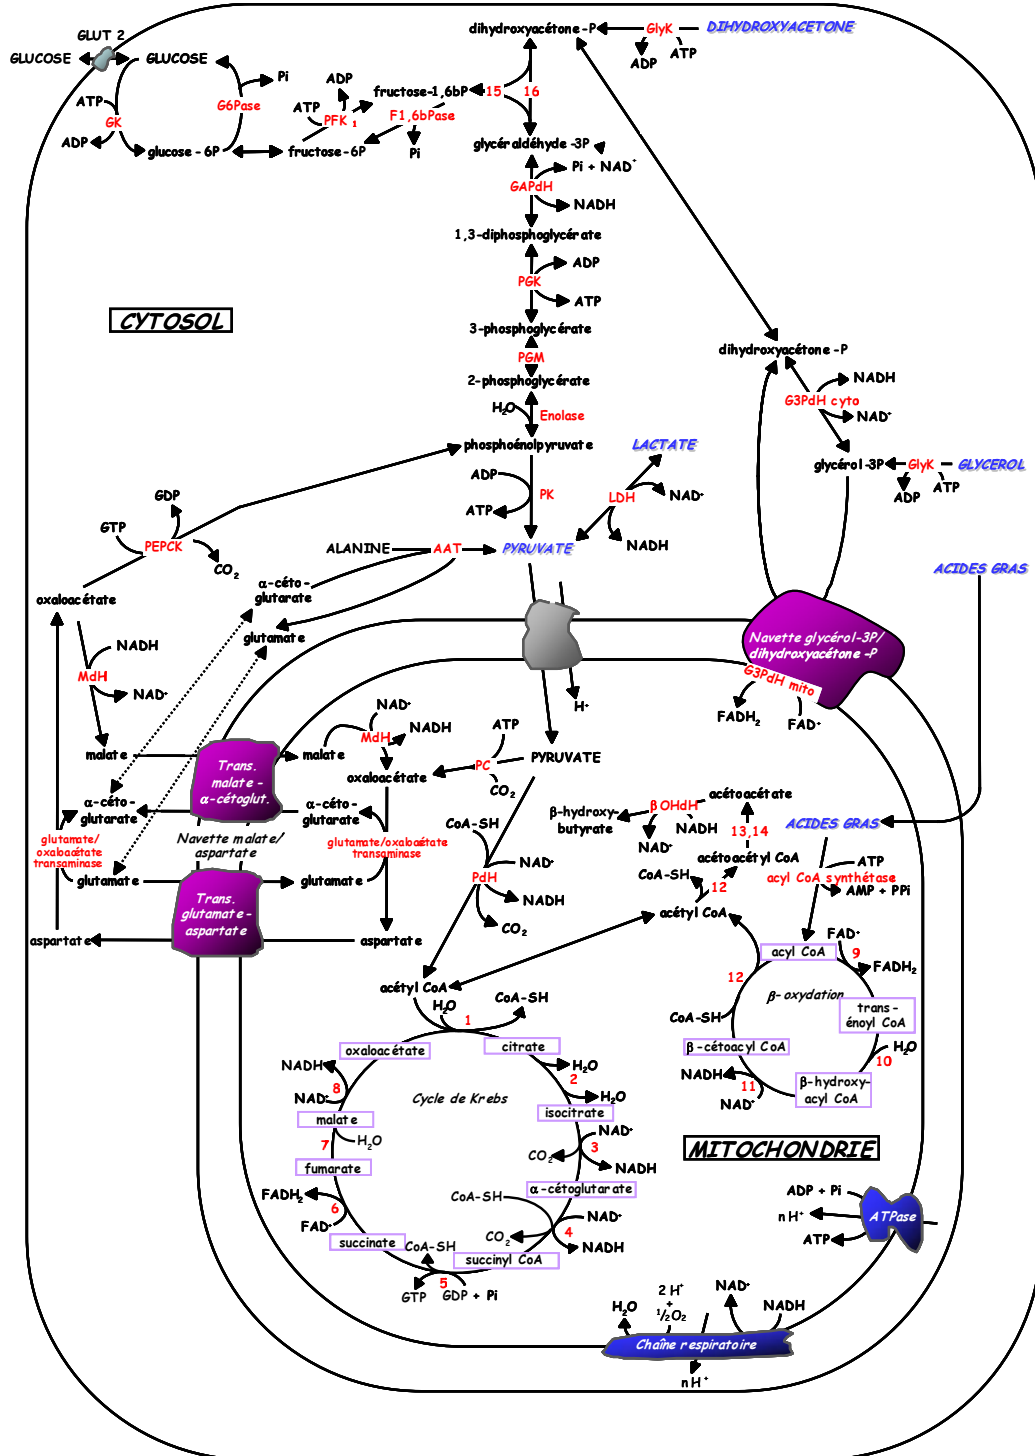 dihydroxyacétone-P
GlyK
DIHYDROXYACETONE
ADP
ATP
GLUT 2
GLUCOSE
GLUCOSE
Pi
ADP
ATP
G6Pase
ATP
PFK 1
fructose-1,6bP
15
16
F1,6bPase
GK
ADP
glucose-6P
fructose-6P
Pi
glycéraldéhyde-3P
Pi + NAD+
GAPdH
NADH
1,3-diphosphoglycérate
ADP
PGK
ATP
CYTOSOL
3-phosphoglycérate
PGM
2-phosphoglycérate
H2O
Enolase
phosphoénolpyruvate
dihydroxyacétone-P
NADH
G3PdH cyto
NAD+
LACTATE
glycérol-3P
GlyK
GLYCEROL
ADP
ATP
ADP
PK
ATP
LDH
NAD+
NADH
GDP
GTP
PEPCK
CO2
ALANINE
AAT
PYRUVATE
ACIDES GRAS
oxaloacétate
α-céto-
glutarate
glutamate
NADH
MdH
NAD+
Navette glycérol-3P/
dihydroxyacétone-P
G3PdH mito
FADH2
FAD+
H+
malate
Trans.
malate-
α-cétoglut.
malate
NAD+
MdH
NADH
oxaloacétate
ATP
PC
CO2
PYRUVATE
α-céto-
glutarate
α-céto-
glutarate
glutamate/
oxaloacétate
transaminase
Navette malate/
aspartate
glutamate/oxaloacétate
transaminase
glutamate
glutamate
Trans.
glutamate-
aspartate
aspartate
aspartate
CoA-SH
NAD+
PdH
NADH
CO2
acétoacétate
β-hydroxy-
butyrate
βOHdH
NADH
NAD+
13,14
ACIDES GRAS
acétoacétyl CoA
CoA-SH
12
acétyl CoA
ATP
acyl CoA synthétase
AMP + PPi
acyl CoA
FAD+
9
FADH2
12
β-oxydation
trans-
énoyl CoA
CoA-SH
β-cétoacyl CoA
H2O
10
NADH
11
NAD+
β-hydroxy-
acyl CoA
acétyl CoA
H2O
CoA-SH
1
oxaloacétate
citrate
NADH
8
NAD+
H2O
2
H2O
Cycle de Krebs
isocitrate
malate
7
H2O
NAD+
CO2
3
NADH
fumarate
α-cétoglutarate
FADH2
6
FAD+
CoA-SH
NAD+
CO2
4
NADH
succinate
CoA-SH
succinyl CoA
5
GTP
GDP + Pi
MITOCHONDRIE
ADP + Pi
nH+
ATPase
ATP
2 H+
+
½O2
H2O
NAD+
NADH
Chaîne respiratoire
nH+